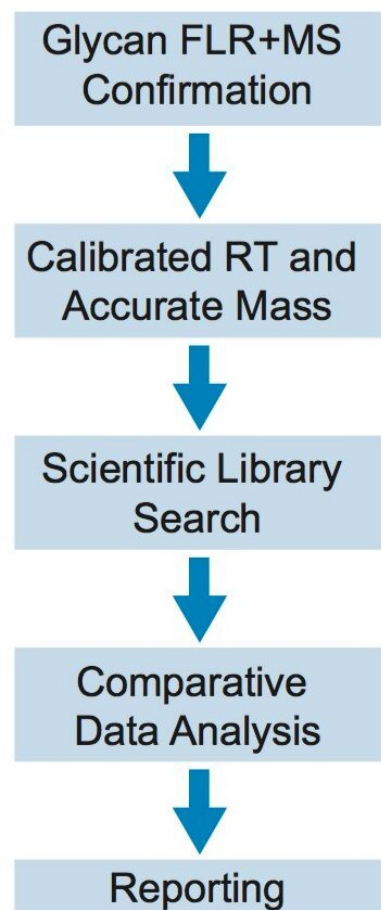 Glycan FLR+MS
Confirmation
Calibrated RT and
Accurate Mass
Scientific Library
Search
Comparative
Data Analysis
Reporting